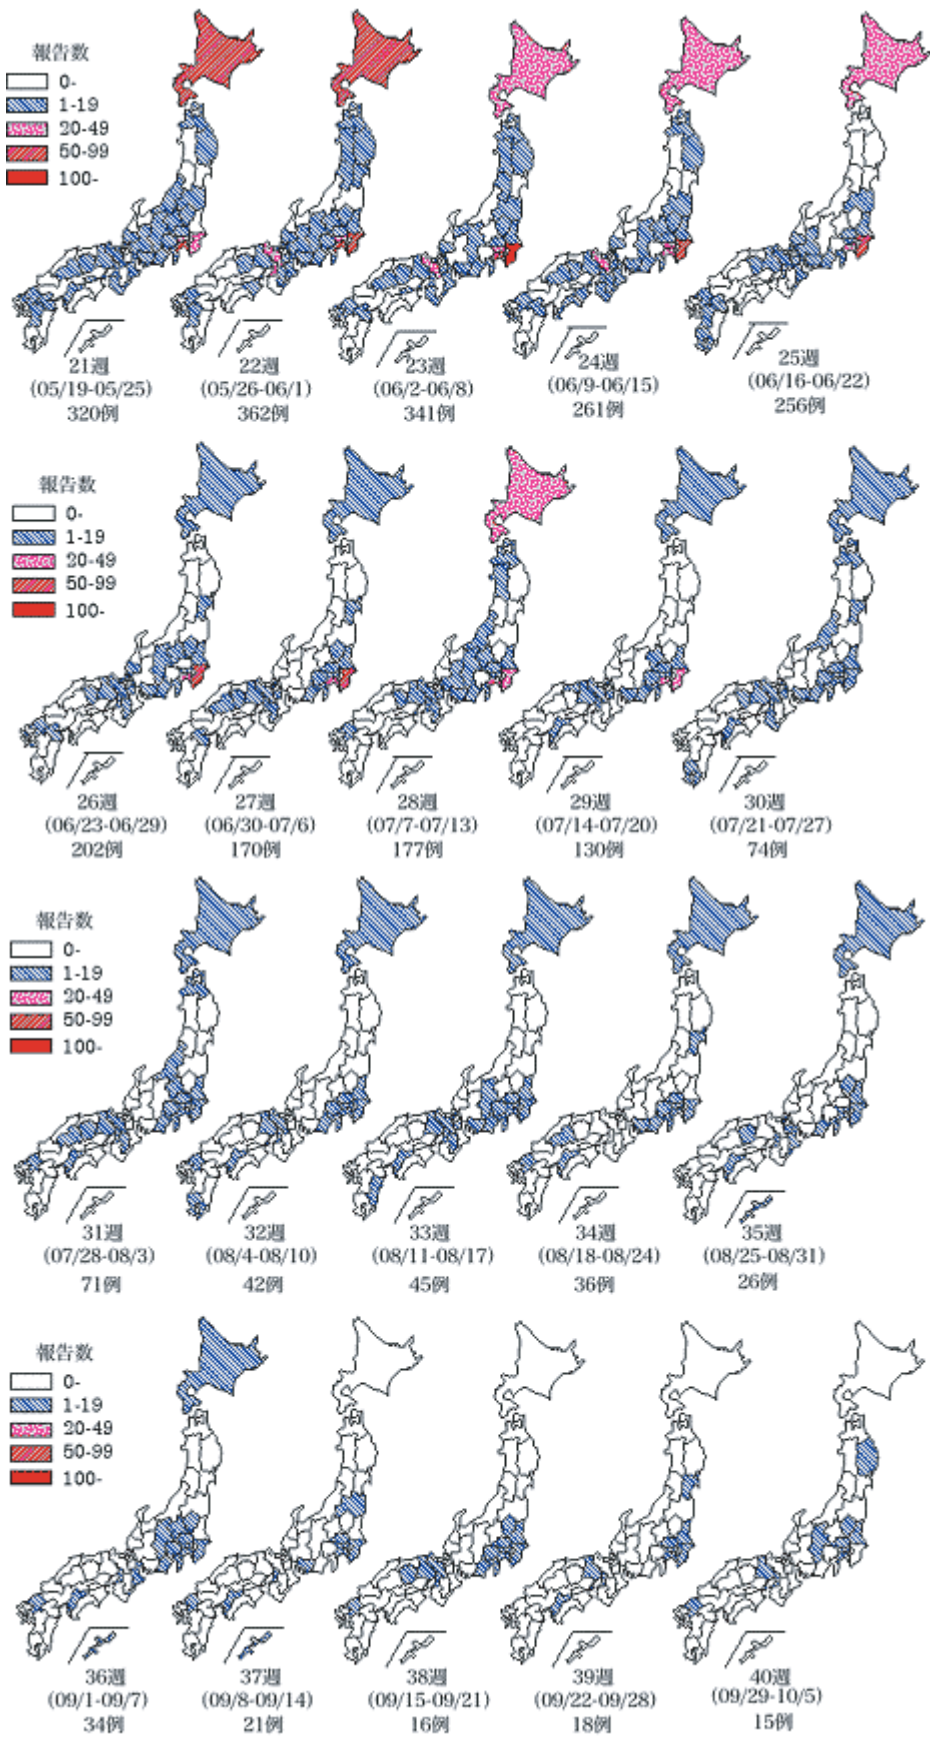 報告数
0-
1-19
20-49
50-99
100-
21週
(05/19-05/25)
320例
22週
(05/26-06/1)
362例
23週
(06/2-06/8)
341例
24週
(06/9-06/15)
261例
25週
(06/16-06/22)
256例
報告数
0-
1-19
20-49
50-99
100-
26週
(06/23-06/29)
202例
27週
(06/30-07/6)
170例
28週
(07/7-07/13)
177例
29週
(07/14-07/20)
130例
30週
(07/21-07/27)
74例
報告数
0-
1-19
20-49
50-99
100-
31週
(07/28-08/3)
71例
32週
(08/4-08/10)
42例
33週
(08/11-08/17)
45例
34週
(08/18-08/24)
36例
35週
(08/25-08/31)
26例
報告数
0-
1-19
20-49
50-99
100-
36週
(09/1-09/7)
34例
37週
(09/8-09/14)
21例
38週
(09/15-09/21)
16例
39週
(09/22-09/28)
18例
40週
(09/29-10/5)
15例